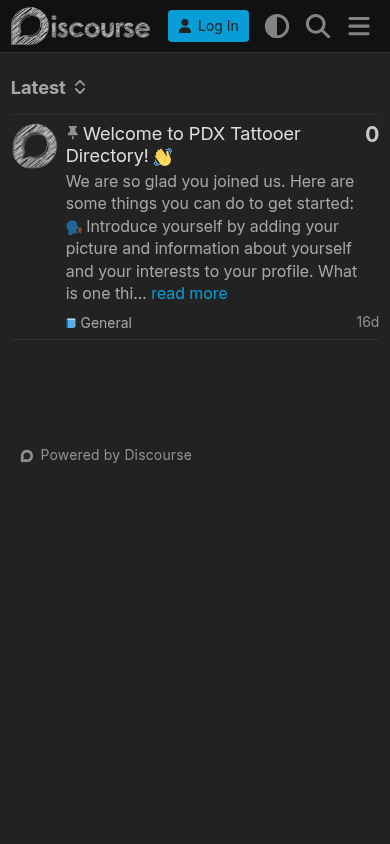 Discourse
Log In
Latest
Welcome to PDX Tattooer
Directory! 👋
0
We are so glad you joined us. Here are
some things you can do to get started:
🗣 Introduce yourself by adding your
picture and information about yourself
and your interests to your profile. What
is one thi... read more
General
16d
Powered by Discourse